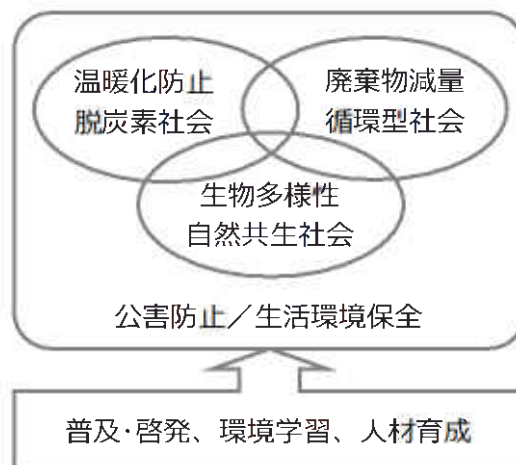 温暖化防止
脱炭素社会
廃棄物減量
循環型社会
生物多様性
自然共生社会
公害防止／生活環境保全
普及・啓発、環境学習、人材育成